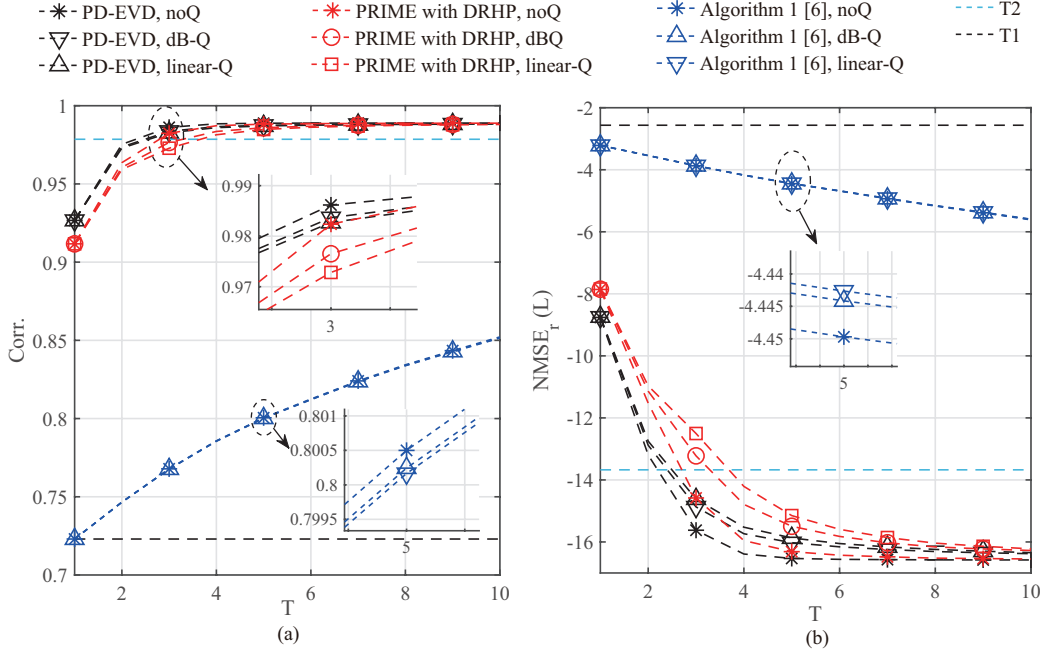 (a)
PD-EVD, noQ
PD-EVD, dB-Q
PD-EVD, linear-Q
PRIME with DRHP, noQ
PRIME with DRHP, dBQ
PRIME with DRHP, linear-Q
(b)
Algorithm 1 [6], noQ
Algorithm 1 [6], dB-Q
Algorithm 1 [6], linear-Q
T2
T1
Corr.
1
0.95
0.9
0.85
0.8
0.75
0.7
2
4
6
8
10
T
(a)
0.99
0.98
0.97
3
0.801
0.8005
0.8
0.7995
5
NMSE_r (L)
-2
-4
-6
-8
-10
-12
-14
-16
2
4
6
8
10
T
(b)
-4.44
-4.445
-4.45
5